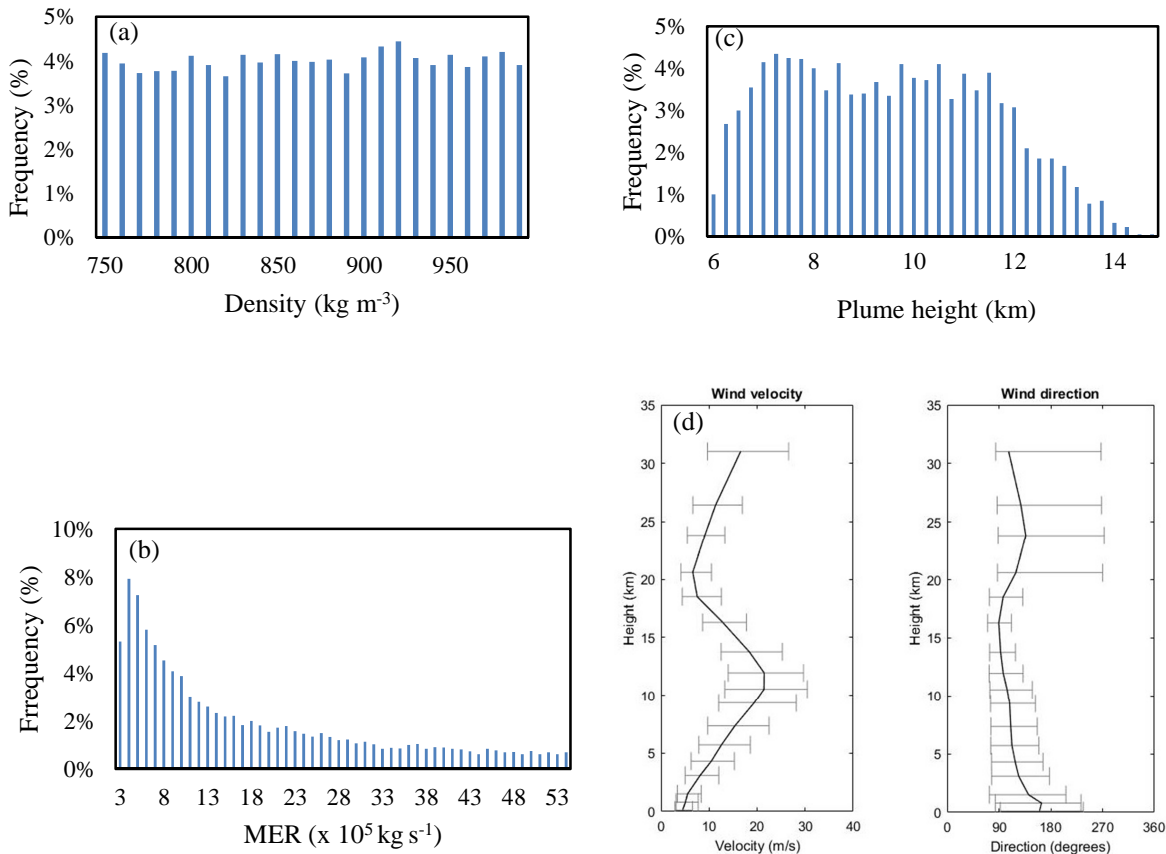 (a)
5%
4%
3%
2%
1%
0%
Frequency (%)
750 800 850 900 950
Density (kg m-3)
(c)
5%
4%
3%
2%
1%
0%
Frequency (%)
6 8 10 12 14
Plume height (km)
(b)
10%
8%
6%
4%
2%
0%
Frrequency (%)
3 8 13 18 23 28 33 38 43 48 53
MER (x 10⁵ kg s-1)
(d)
Wind velocity
35
30
25
20
15
10
5
0
Height (km)
0 10 20 30 40
Velocity (m/s)
Wind direction
35
30
25
20
15
10
5
0
Height (km)
0 90 180 270 360
Direction (degrees)